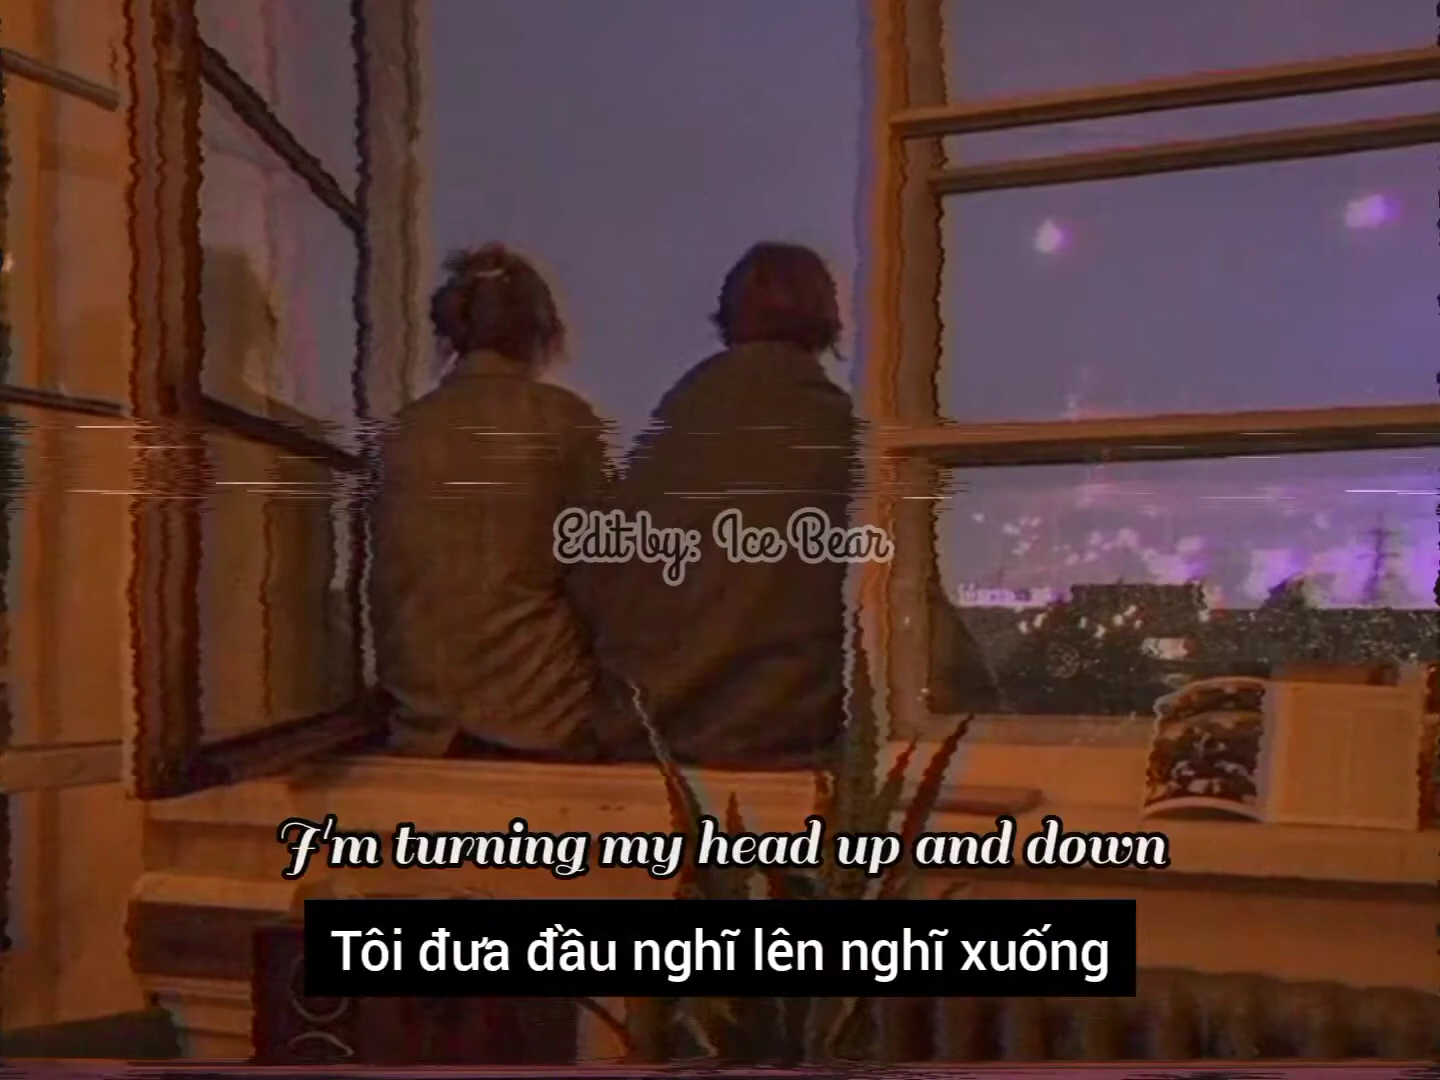 Edit by: Ice Bear
I'm turning my head up and down
Tôi đưa đầu nghĩ lên nghĩ xuống